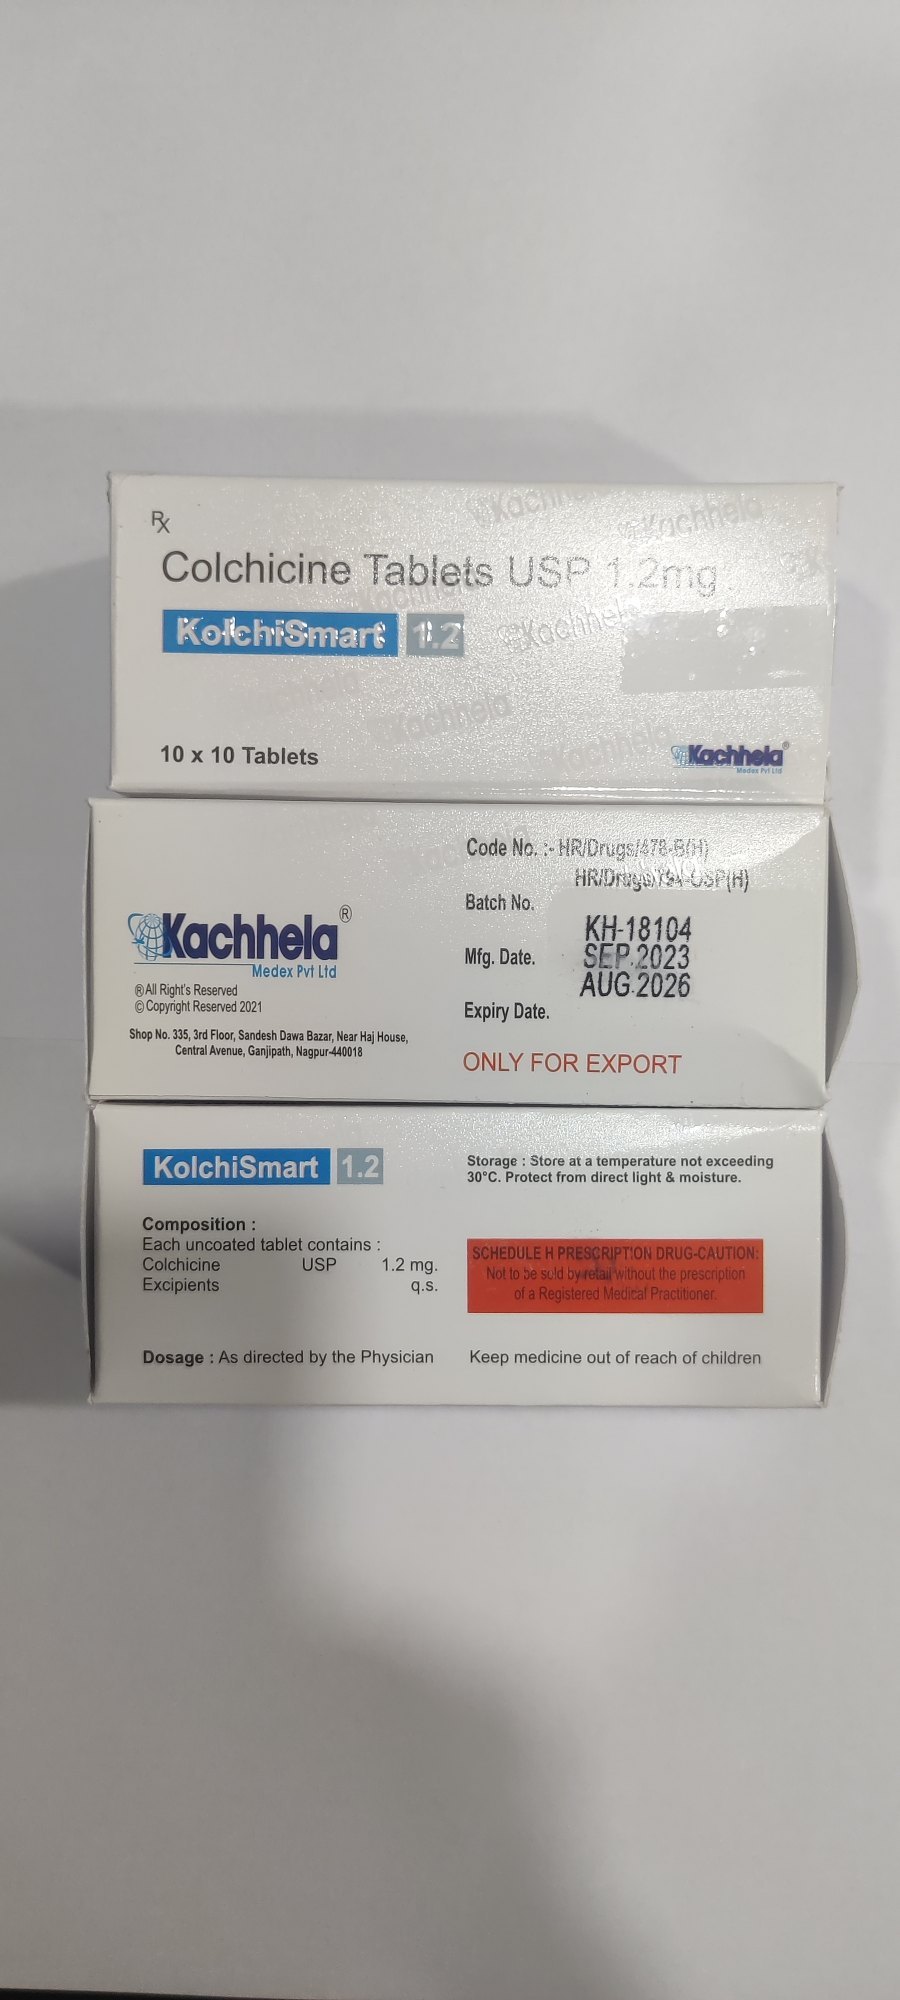 Rx
Colchicine Tablets USP 1.2mg
KolchiSmart 1.2
10 x 10 Tablets
Kachhela®
Medex Pvt Ltd
Kachhela®
Medex Pvt Ltd
® All Right's Reserved
© Copyright Reserved 2021
Shop No. 335, 3rd Floor, Sandesh Dawa Bazar, Near Haj House,
Central Avenue, Ganjipath, Nagpur-440018
Code No. :- HR/Drugs/478-B(H)
Batch No.
KH-18104
Mfg. Date. SEP.2023
AUG.2026
Expiry Date.
ONLY FOR EXPORT
KolchiSmart 1.2
Composition :
Each uncoated tablet contains :
Colchicine USP 1.2 mg.
Excipients q.s.
Dosage : As directed by the Physician
Storage : Store at a temperature not exceeding
30°C. Protect from direct light & moisture.
SCHEDULE H PRESCRIPTION DRUG-CAUTION:
Not to be sold by retail without the prescription
of a Registered Medical Practitioner.
Keep medicine out of reach of children